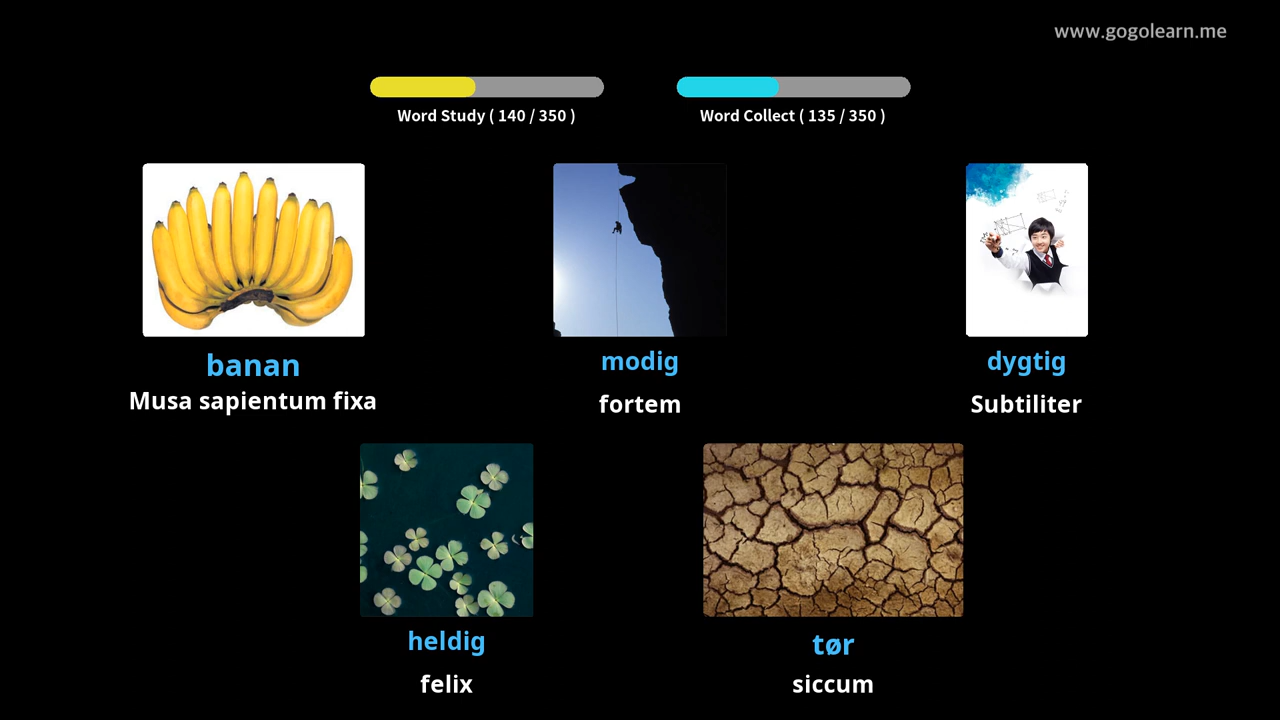 www.gogolearn.me
Word Study ( 140 / 350 )
Word Collect ( 135 / 350 )
banan
Musa sapientum fixa
modig
fortem
dygtig
Subtiliter
heldig
felix
tør
siccum